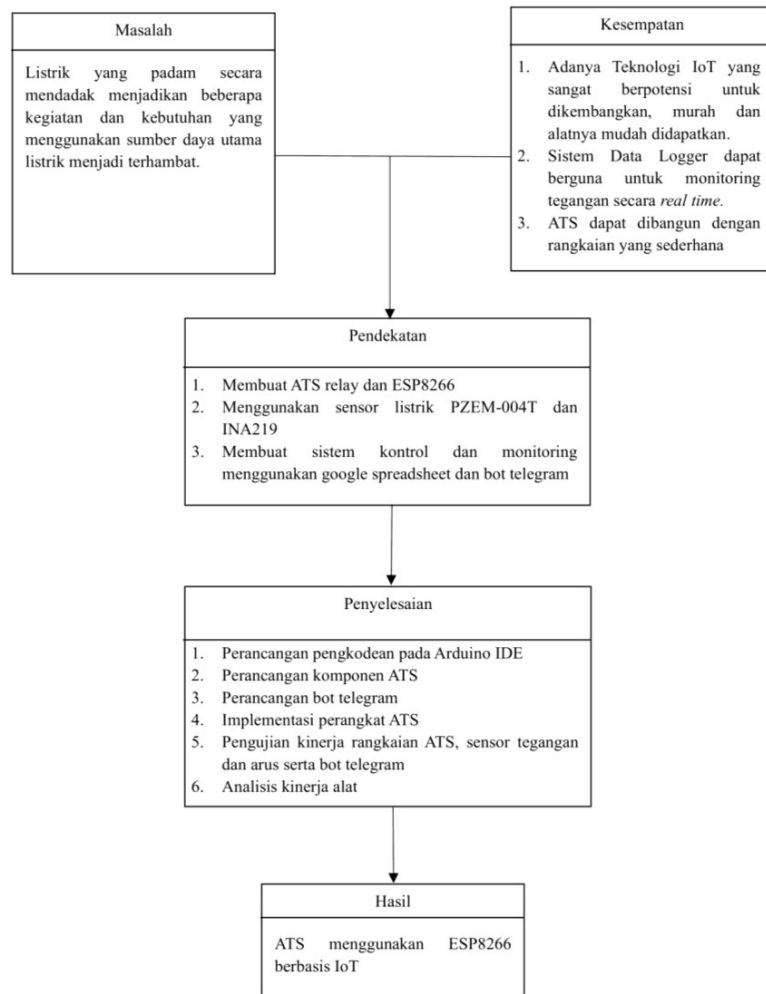 Masalah
Listrik yang padam secara
mendadak menjadikan beberapa
kegiatan dan kebutuhan yang
menggunakan sumber daya utama
listrik menjadi terhambat.
Kesempatan
1. Adanya Teknologi IoT yang
sangat berpotensi untuk
dikembangkan, murah dan
alatnya mudah didapatkan.
2. Sistem Data Logger dapat
berguna untuk monitoring
tegangan secara real time.
3. ATS dapat dibangun dengan
rangkaian yang sederhana
Pendekatan
1. Membuat ATS relay dan ESP8266
2. Menggunakan sensor listrik PZEM-004T dan
INA219
3. Membuat sistem kontrol dan monitoring
menggunakan google spreadsheet dan bot telegram
Penyelesaian
1. Perancangan pengkodean pada Arduino IDE
2. Perancangan komponen ATS
3. Perancangan bot telegram
4. Implementasi perangkat ATS
5. Pengujian kinerja rangkaian ATS, sensor tegangan
dan arus serta bot telegram
6. Analisis kinerja alat
Hasil
ATS menggunakan ESP8266
berbasis IoT